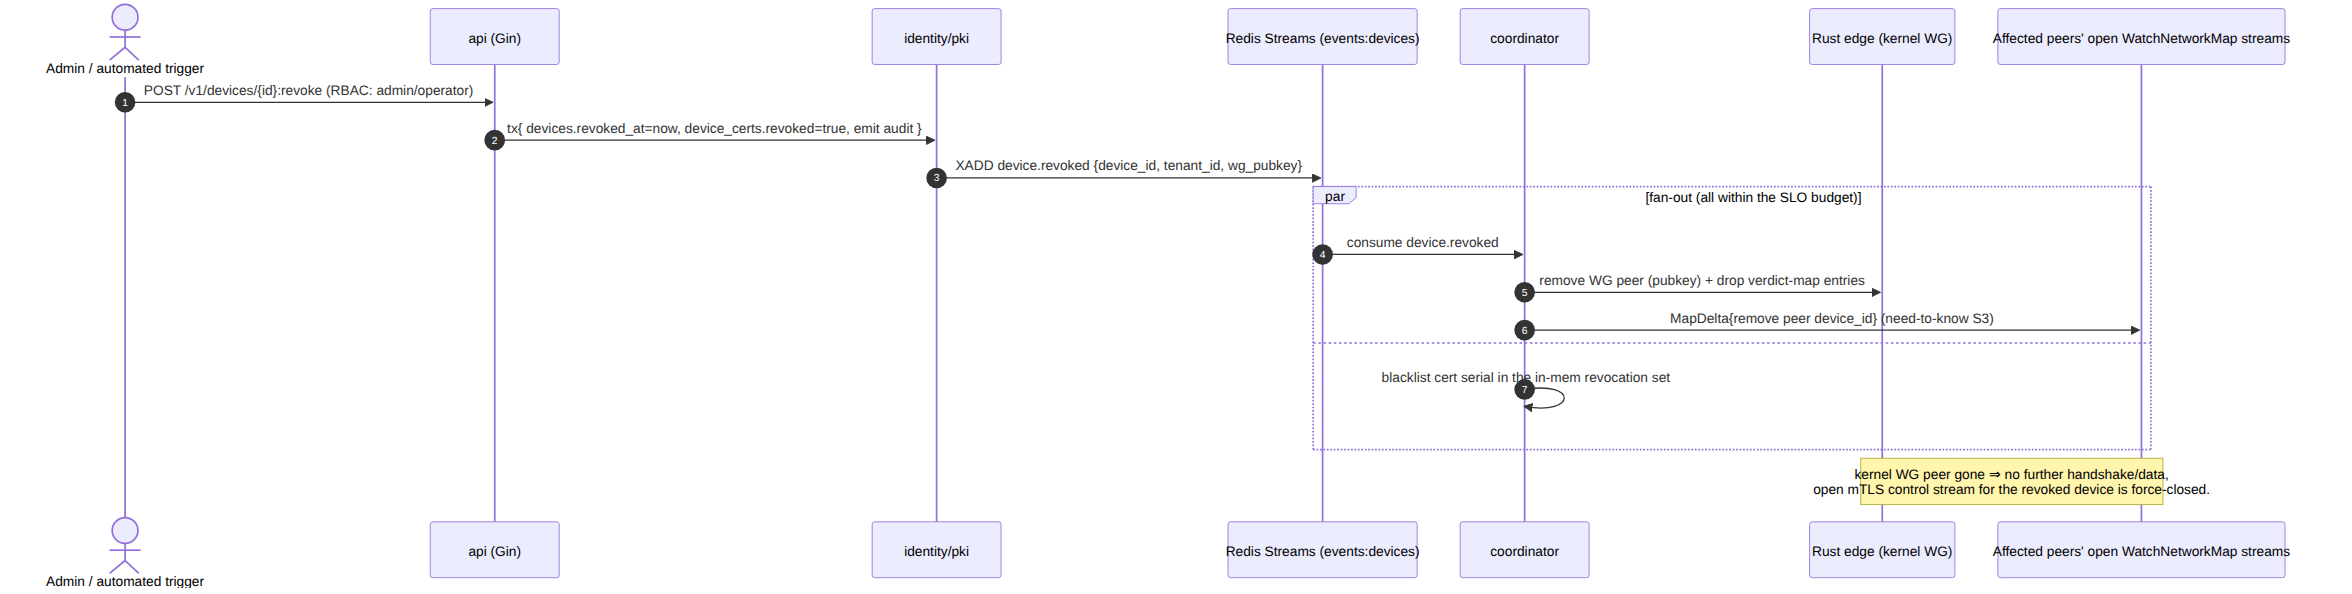 Admin / automated trigger
api (Gin)
identity/pki
Redis Streams (events:devices)
coordinator
Rust edge (kernel WG)
Affected peers' open WatchNetworkMap streams
1
POST /v1/devices/{id}:revoke (RBAC: admin/operator)
2
tx{ devices.revoked_at=now, device_certs.revoked=true, emit audit }
3
XADD device.revoked {device_id, tenant_id, wg_pubkey}
par
[fan-out (all within the SLO budget)]
4
consume device.revoked
5
remove WG peer (pubkey) + drop verdict-map entries
6
MapDelta{remove peer device_id} (need-to-know S3)
7
blacklist cert serial in the in-mem revocation set
kernel WG peer gone ⇒ no further handshake/data,
open mTLS control stream for the revoked device is force-closed.
Admin / automated trigger
api (Gin)
identity/pki
Redis Streams (events:devices)
coordinator
Rust edge (kernel WG)
Affected peers' open WatchNetworkMap streams